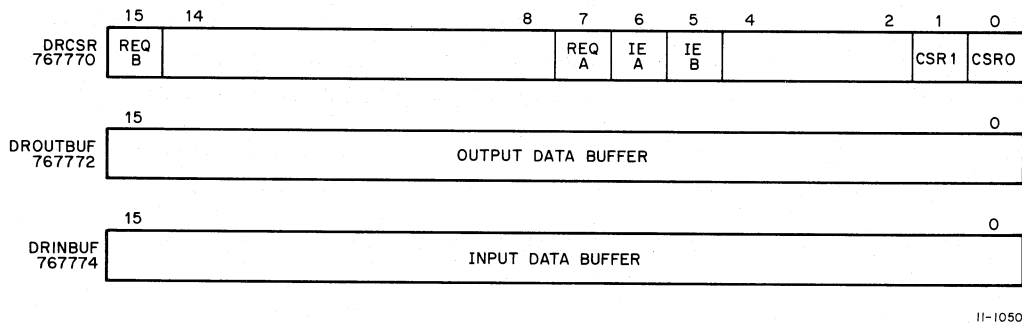 15 14 8 7 6 5 4 2 1 0
DRCSR
767770
REQ
B
REQ
A
IE
A
IE
B
CSR1
CSR0
15 0
DROUTBUF
767772
OUTPUT DATA BUFFER
15 0
DRINBUF
767774
INPUT DATA BUFFER
11-1050